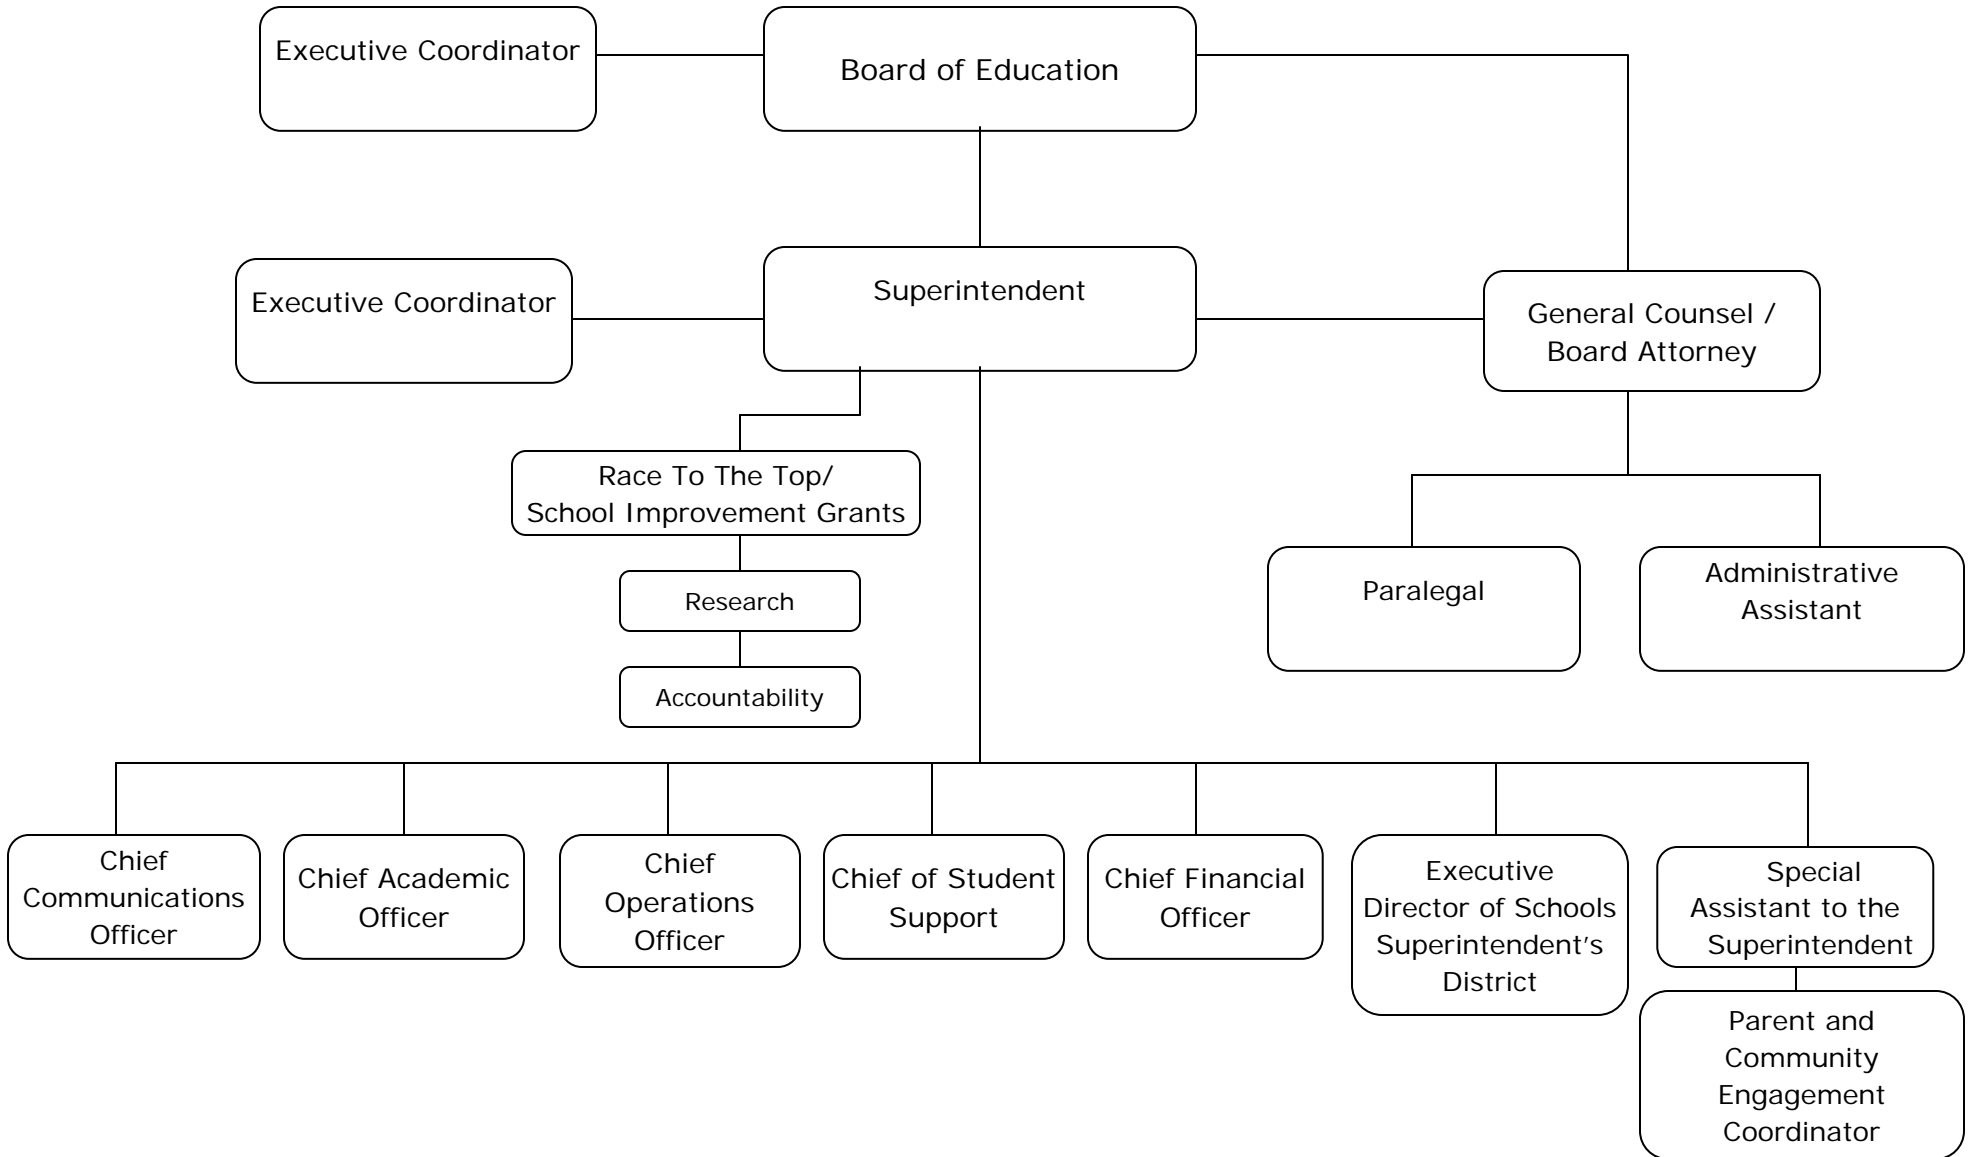 Executive Coordinator
Board of Education
Executive Coordinator
Superintendent
General Counsel /
Board Attorney
Race To The Top/
School Improvement Grants
Research
Accountability
Paralegal
Administrative
Assistant
Chief
Communications
Officer
Chief Academic
Officer
Chief
Operations
Officer
Chief of Student
Support
Chief Financial
Officer
Executive
Director of Schools
Superintendent’s
District
Special
Assistant to the
Superintendent
Parent and
Community
Engagement
Coordinator